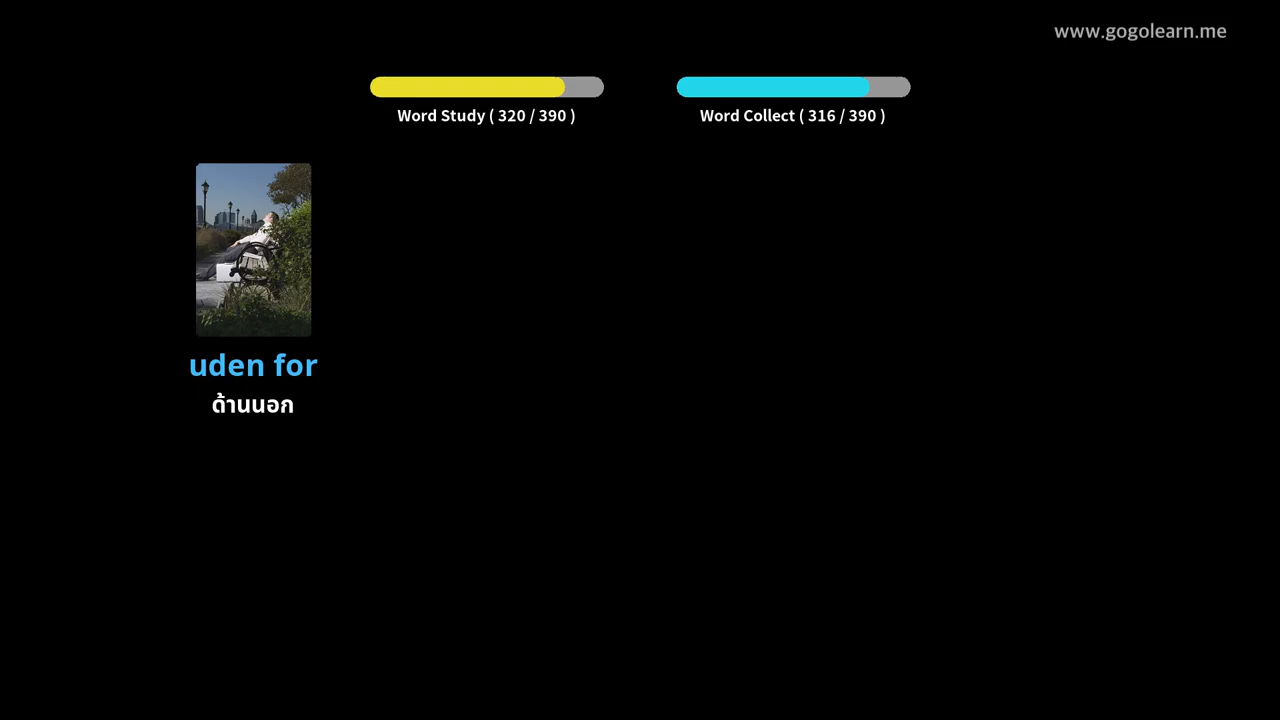 www.gogolearn.me
Word Study ( 320 / 390 )
Word Collect ( 316 / 390 )
uden for
ด้านนอก